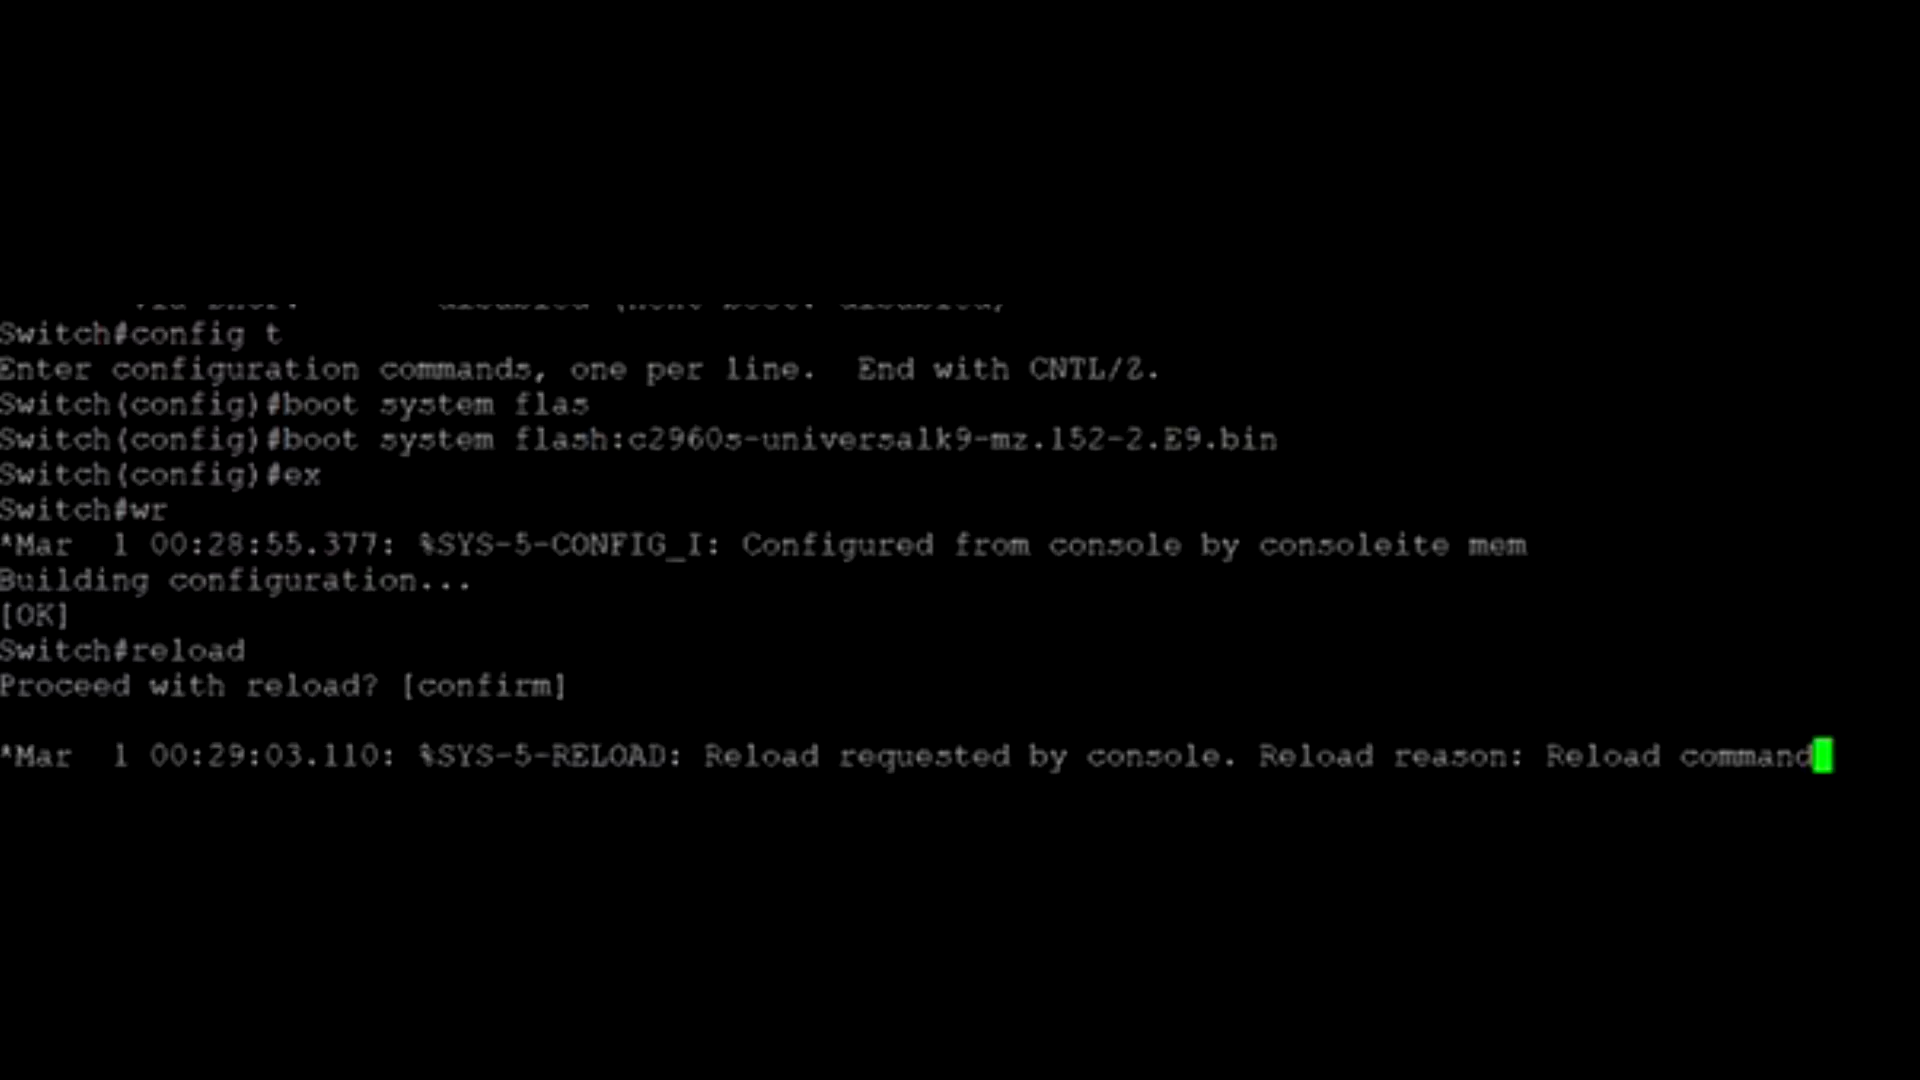 Switch#config t
Enter configuration commands, one per line.  End with CNTL/Z.
Switch(config)#boot system flas
Switch(config)#boot system flash:c2960s-universalk9-mz.152-2.E9.bin
Switch(config)#ex
Switch#wr
*Mar  1 00:28:55.377: %SYS-5-CONFIG_I: Configured from console by consoleite mem
Building configuration...
[OK]
Switch#reload
Proceed with reload? [confirm]
*Mar  1 00:29:03.110: %SYS-5-RELOAD: Reload requested by console. Reload reason: Reload command